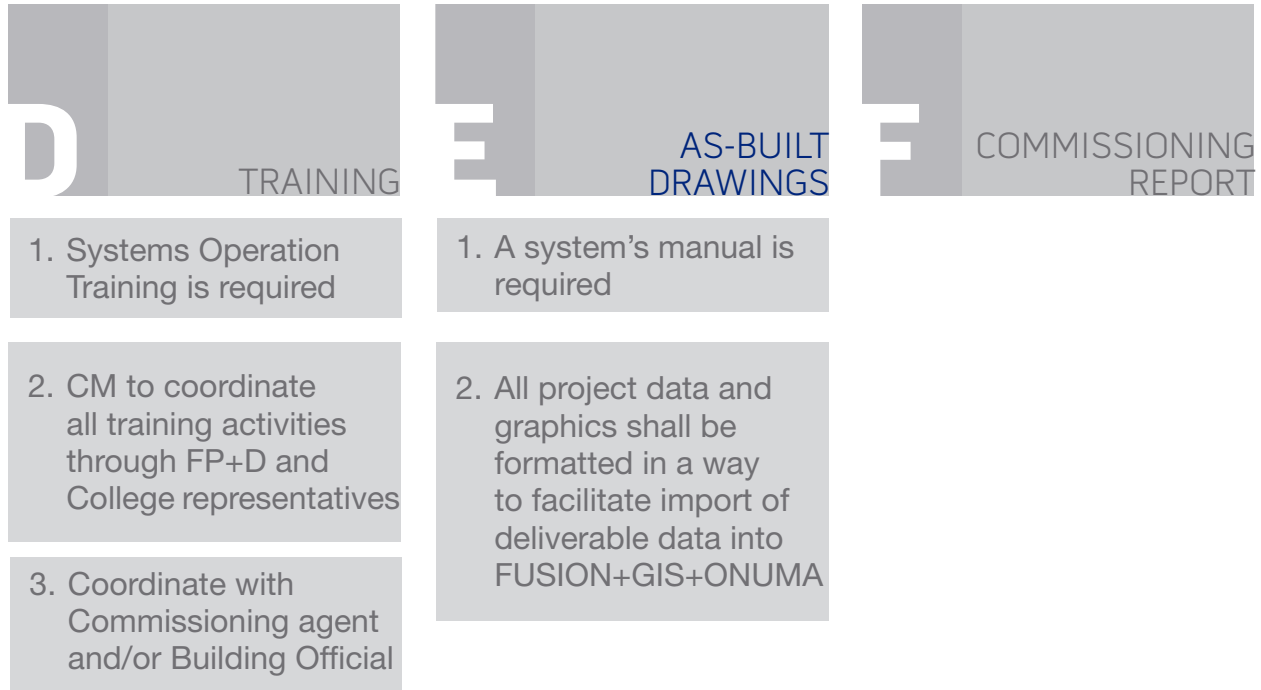 D
TRAINING
1. Systems Operation
Training is required
2. CM to coordinate
all training activities
through FP+D and
College representatives
3. Coordinate with
Commissioning agent
and/or Building Official
E
AS-BUILT
DRAWINGS
1. A system’s manual is
required
2. All project data and
graphics shall be
formatted in a way
to facilitate import of
deliverable data into
FUSION+GIS+ONUMA
F
COMMISSIONING
REPORT